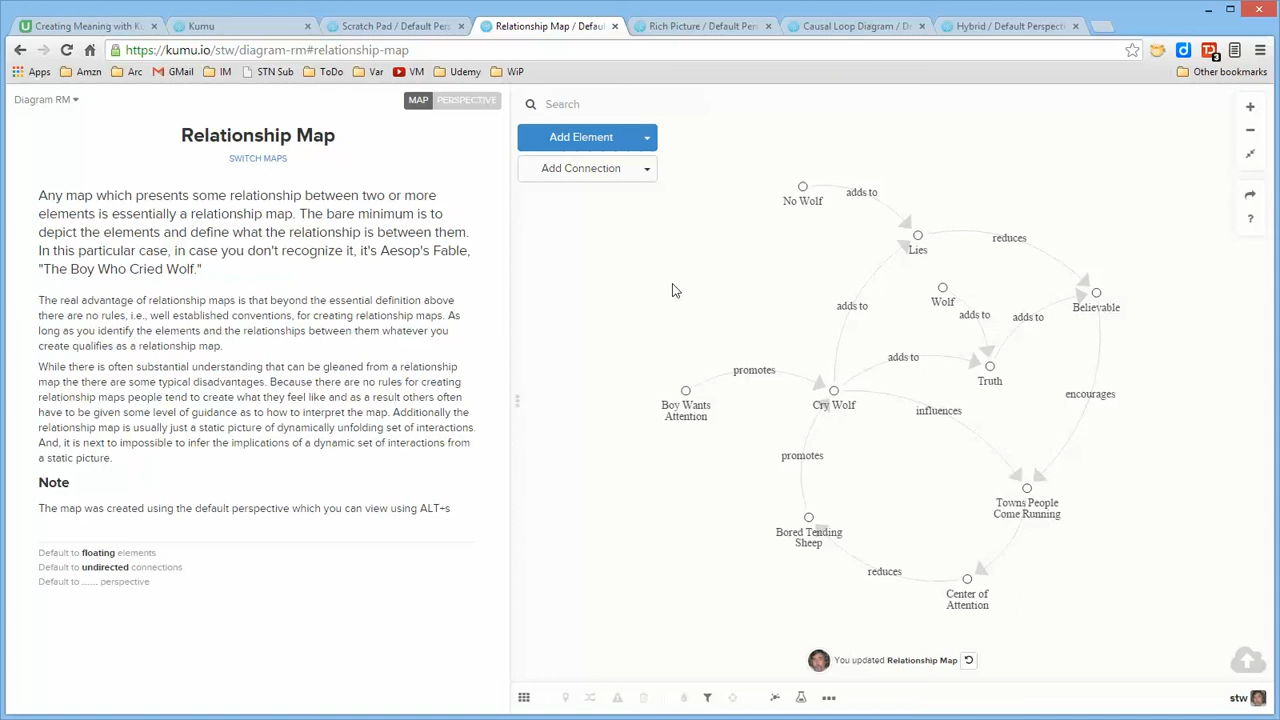 Creating Meaning with K
Kumu
Scratch Pad / Default Persp
Relationship Map / Defau
Rich Picture / Default Pers
Causal Loop Diagram / De
Hybrid / Default Perspecti
https://kumu.io/stw/diagram-rm#relationship-map
Apps
Amzn
Arc
GMail
IM
STN Sub
ToDo
Var
VM
Udemy
WiP
Other bookmarks
3
Diagram RM
MAP
PERSPECTIVE
Relationship Map
SWITCH MAPS
Any map which presents some relationship between two or more
elements is essentially a relationship map. The bare minimum is to
depict the elements and define what the relationship is between them.
In this particular case, in case you don't recognize it, it's Aesop's Fable,
"The Boy Who Cried Wolf."
The real advantage of relationship maps is that beyond the essential definition above
there are no rules, i.e., well established conventions, for creating relationship maps. As
long as you identify the elements and the relationships between them whatever you
create qualifies as a relationship map.
While there is often substantial understanding that can be gleaned from a relationship
map the there are some typical disadvantages. Because there are no rules for creating
relationship maps people tend to create what they feel like and as a result others often
have to be given some level of guidance as to how to interpret the map. Additionally the
relationship map is usually just a static picture of dynamically unfolding set of interactions.
And, it is next to impossible to infer the implications of a dynamic set of interactions from
a static picture.
Note
The map was created using the default perspective which you can view using ALT+s
Default to floating elements
Default to undirected connections
Default to ....... perspective
Search
Add Element
Add Connection
No Wolf
adds to
Lies
reduces
Wolf
adds to
adds to
adds to
Believable
adds to
Truth
promotes
Boy Wants
Attention
Cry Wolf
influences
encourages
promotes
Towns People
Come Running
Bored Tending
Sheep
reduces
Center of
Attention
You updated Relationship Map
stw